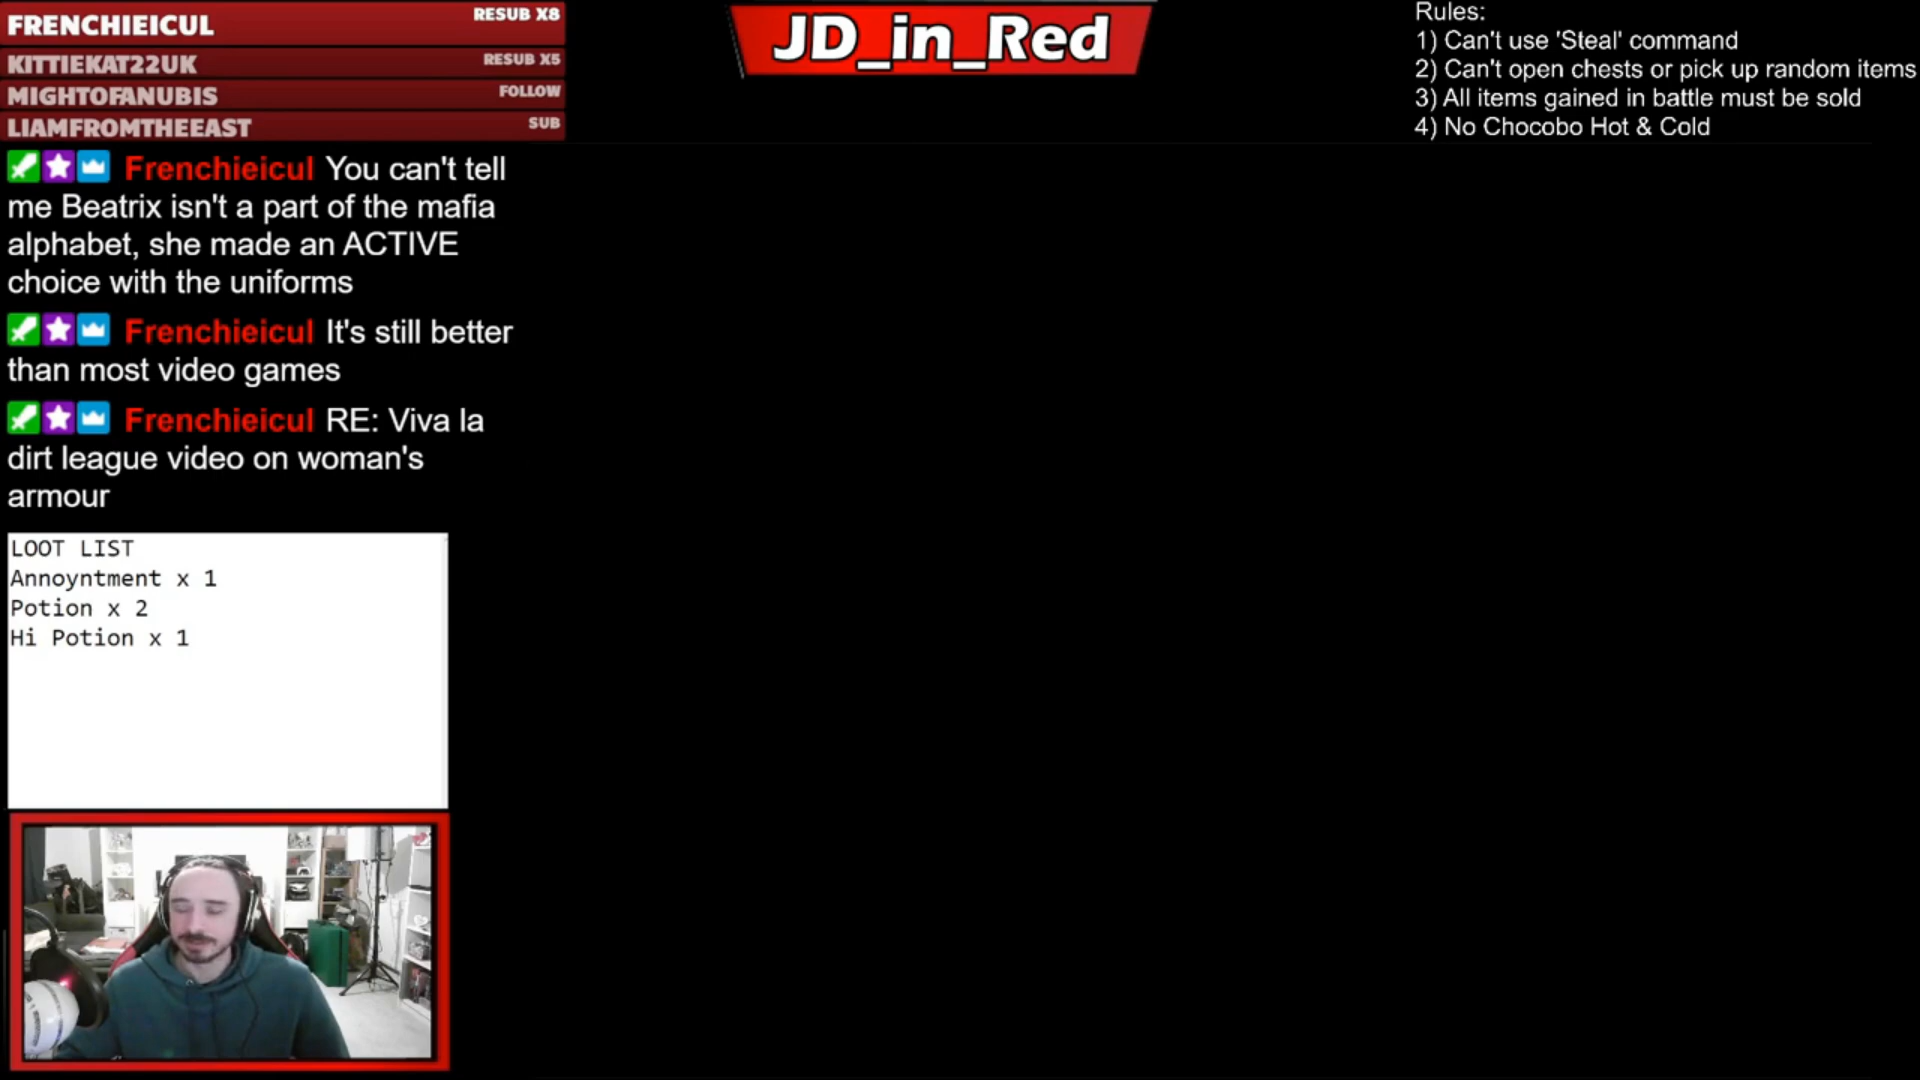 FRENCHIEICUL RESUB X8
KITTIEKAT22UK RESUB X5
MIGHTOFANUBIS FOLLOW
LIAMFROMTHEEAST SUB
JD_in_Red
Rules:
1) Can't use 'Steal' command
2) Can't open chests or pick up random items
3) All items gained in battle must be sold
4) No Chocobo Hot & Cold
Frenchieicul You can't tell
me Beatrix isn't a part of the mafia
alphabet, she made an ACTIVE
choice with the uniforms
Frenchieicul It's still better
than most video games
Frenchieicul RE: Viva la
dirt league video on woman's
armour
LOOT LIST
Annoyntment x 1
Potion x 2
Hi Potion x 1